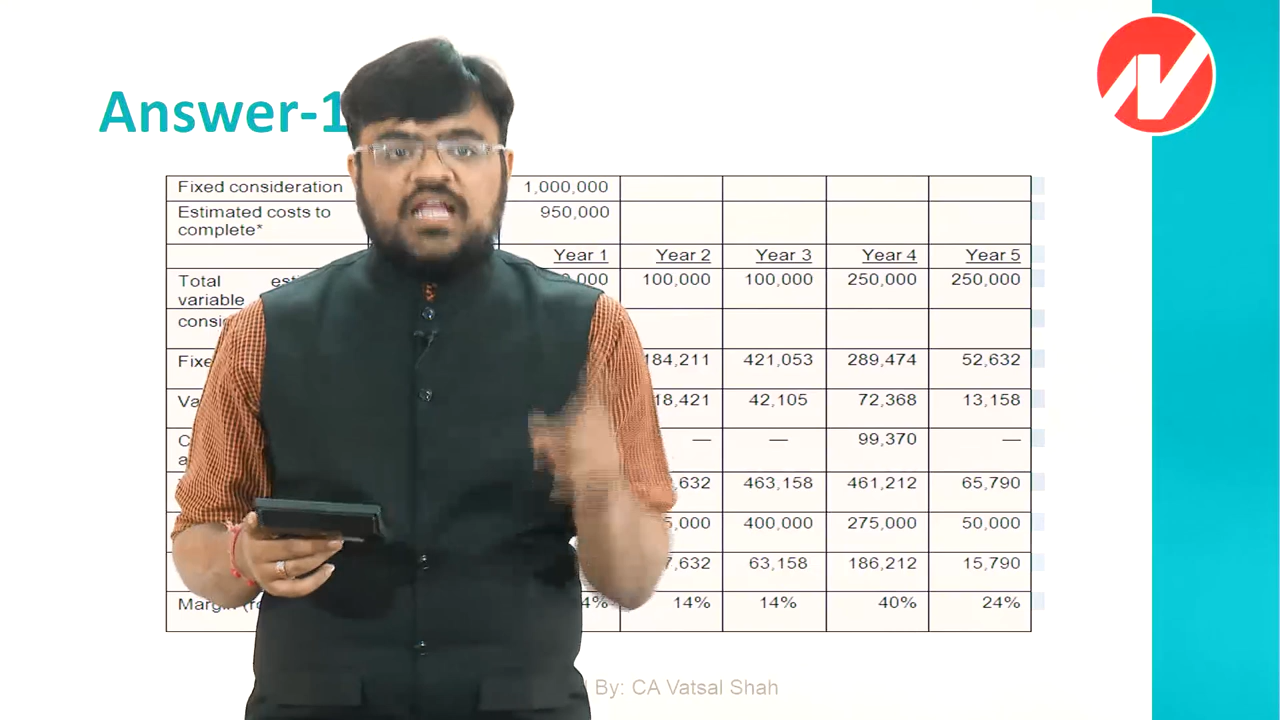 Answer-1
Fixed consideration 1,000,000
Estimated costs to complete* 950,000
Year 1 Year 2 Year 3 Year 4 Year 5
Total
variable 100,000 100,000 250,000 250,000
184,211 421,053 289,474 52,632
42,105 72,368 13,158
— — 99,370 —
463,158 461,212 65,790
400,000 275,000 50,000
63,158 186,212 15,790
Margin 14% 14% 40% 24%
By: CA Vatsal Shah